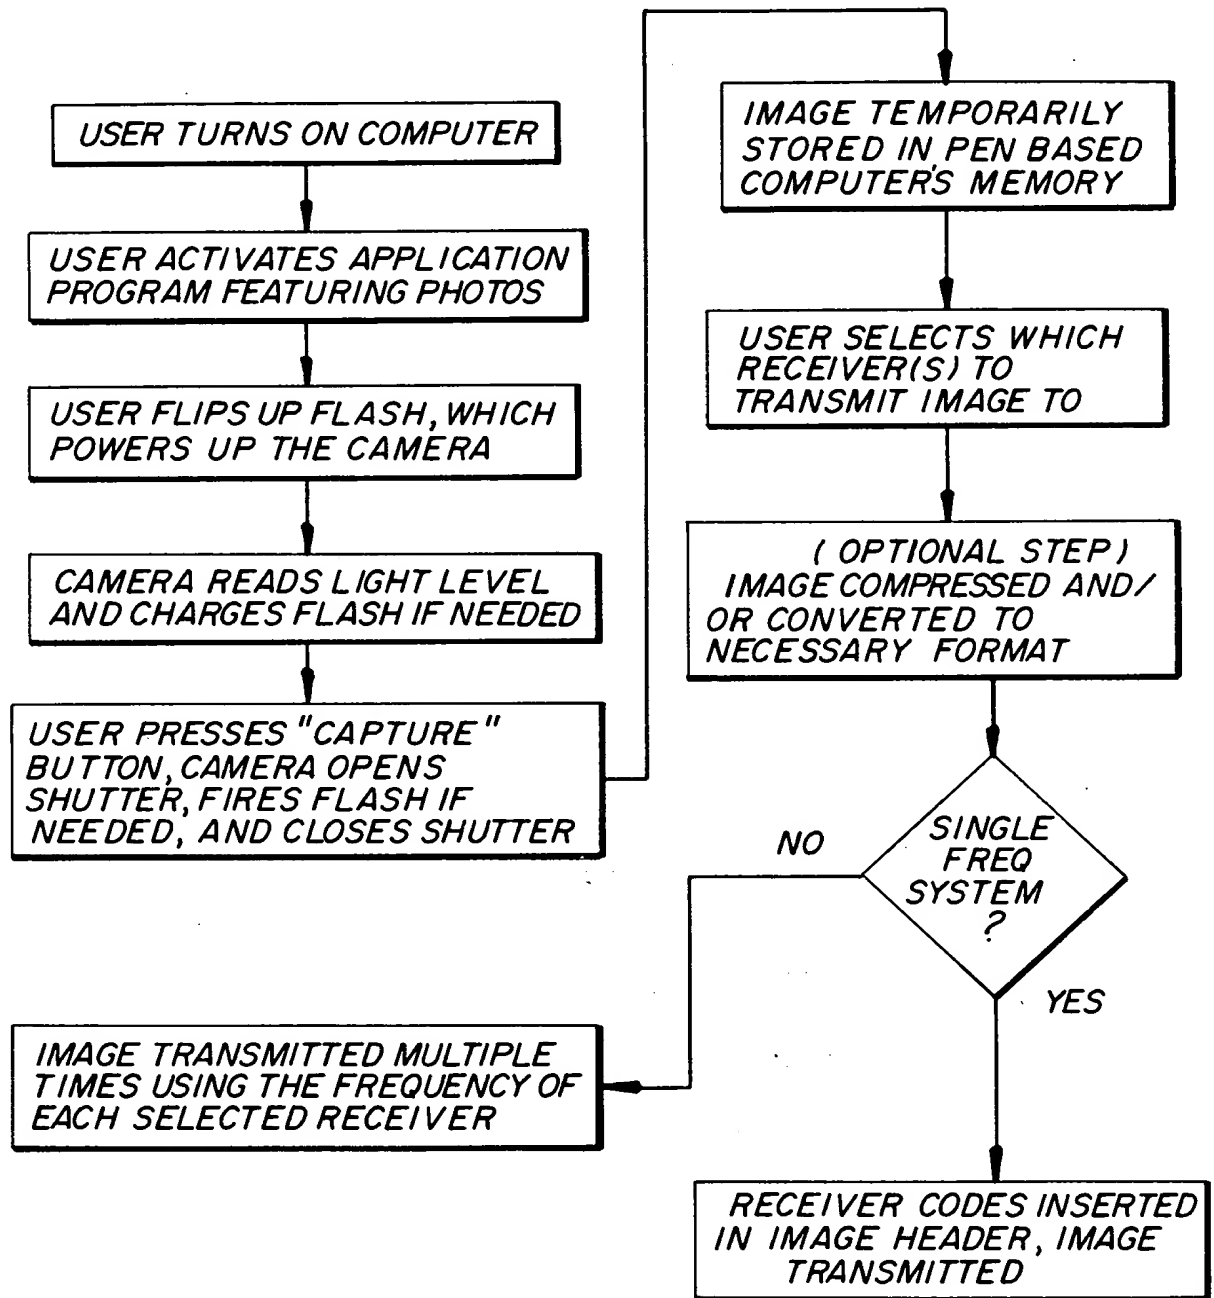 USER TURNS ON COMPUTER
USER ACTIVATES APPLICATION
PROGRAM FEATURING PHOTOS
USER FLIPS UP FLASH, WHICH
POWERS UP THE CAMERA
CAMERA READS LIGHT LEVEL
AND CHARGES FLASH IF NEEDED
USER PRESSES "CAPTURE"
BUTTON, CAMERA OPENS
SHUTTER, FIRES FLASH IF
NEEDED, AND CLOSES SHUTTER
IMAGE TEMPORARILY
STORED IN PEN BASED
COMPUTER'S MEMORY
USER SELECTS WHICH
RECEIVER(S) TO
TRANSMIT IMAGE TO
(OPTIONAL STEP)
IMAGE COMPRESSED AND/
OR CONVERTED TO
NECESSARY FORMAT
SINGLE
FREQ
SYSTEM
?
NO
YES
IMAGE TRANSMITTED MULTIPLE
TIMES USING THE FREQUENCY OF
EACH SELECTED RECEIVER
RECEIVER CODES INSERTED
IN IMAGE HEADER, IMAGE
TRANSMITTED